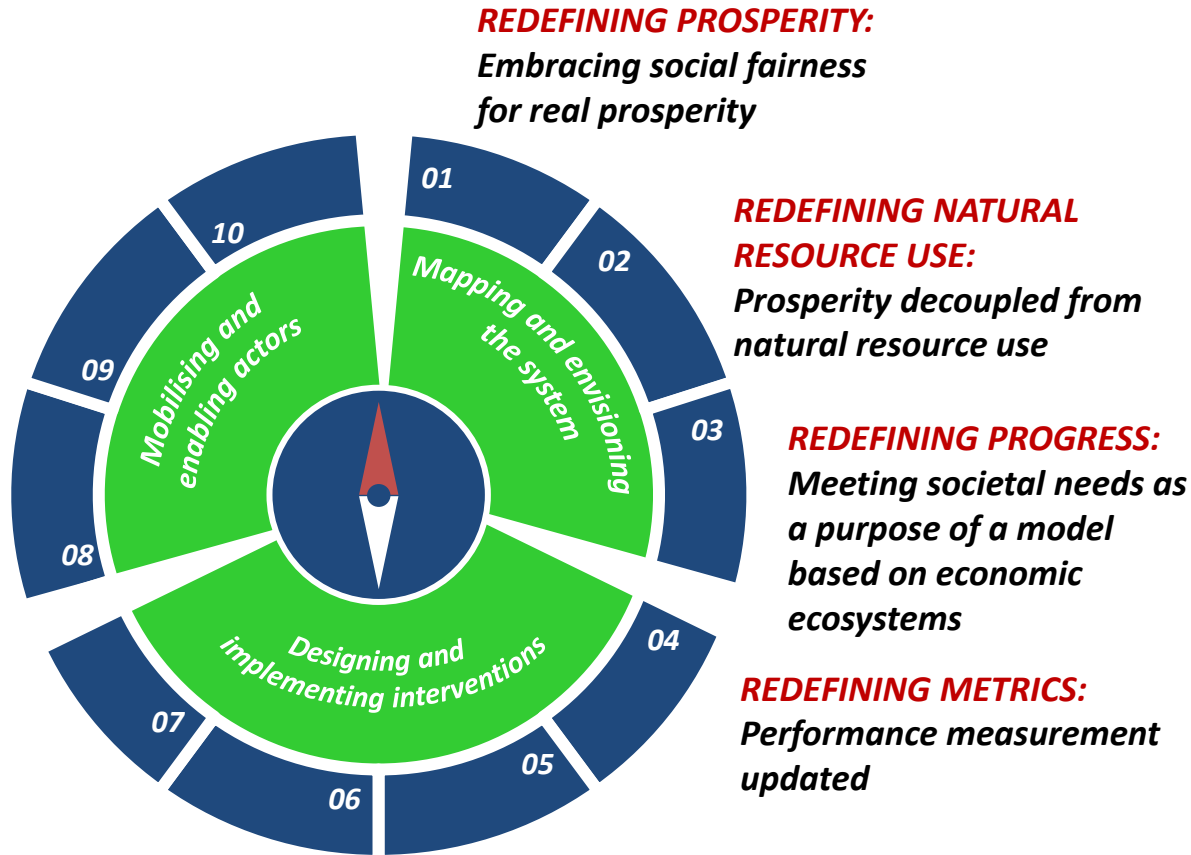 REDEFINING PROSPERITY:
Embracing social fairness
for real prosperity
REDEFINING NATURAL
RESOURCE USE:
Prosperity decoupled from
natural resource use
REDEFINING PROGRESS:
Meeting societal needs as
a purpose of a model
based on economic
ecosystems
REDEFINING METRICS:
Performance measurement
updated
01
02
03
04
05
06
07
08
09
10
Mapping and envisioning
the system
Designing and
implementing interventions
Mobilising and
enabling actors